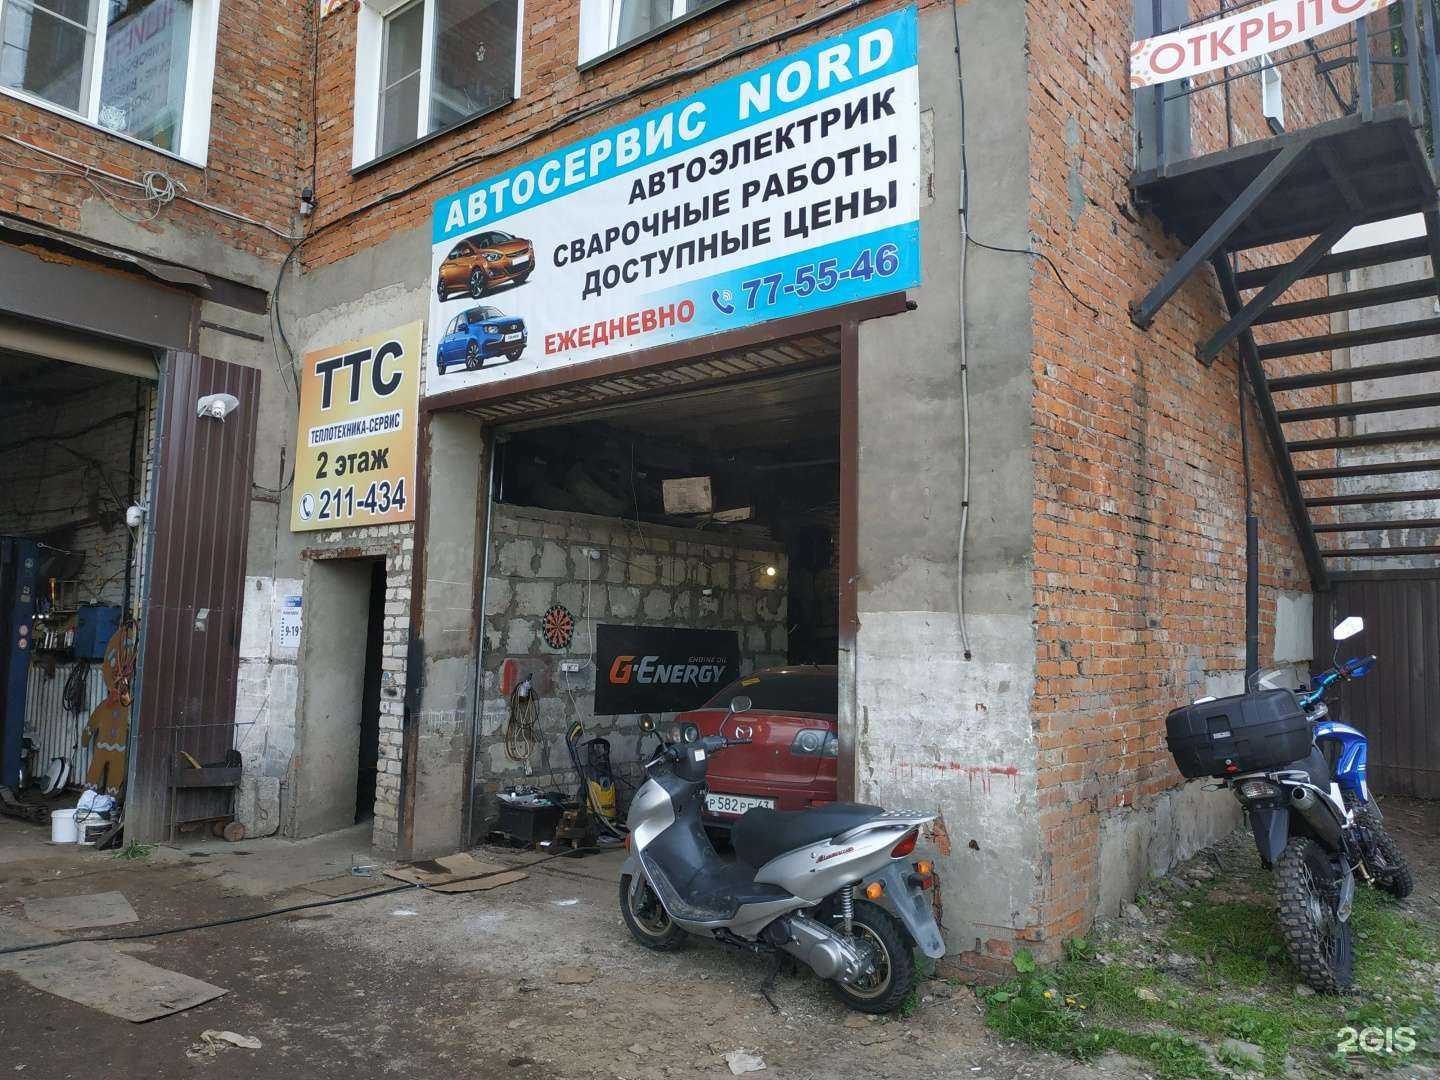 АВТОСЕРВИС NORD
АВТОЭЛЕКТРИК
СВАРОЧНЫЕ РАБОТЫ
ДОСТУПНЫЕ ЦЕНЫ
ЕЖЕДНЕВНО 77-55-46
ОТКРЫТО
ТТС
ТЕПЛОТЕХНИКА-СЕРВИС
2 этаж
211-434
9-19
ENGINE OIL
G-ENERGY
2GIS